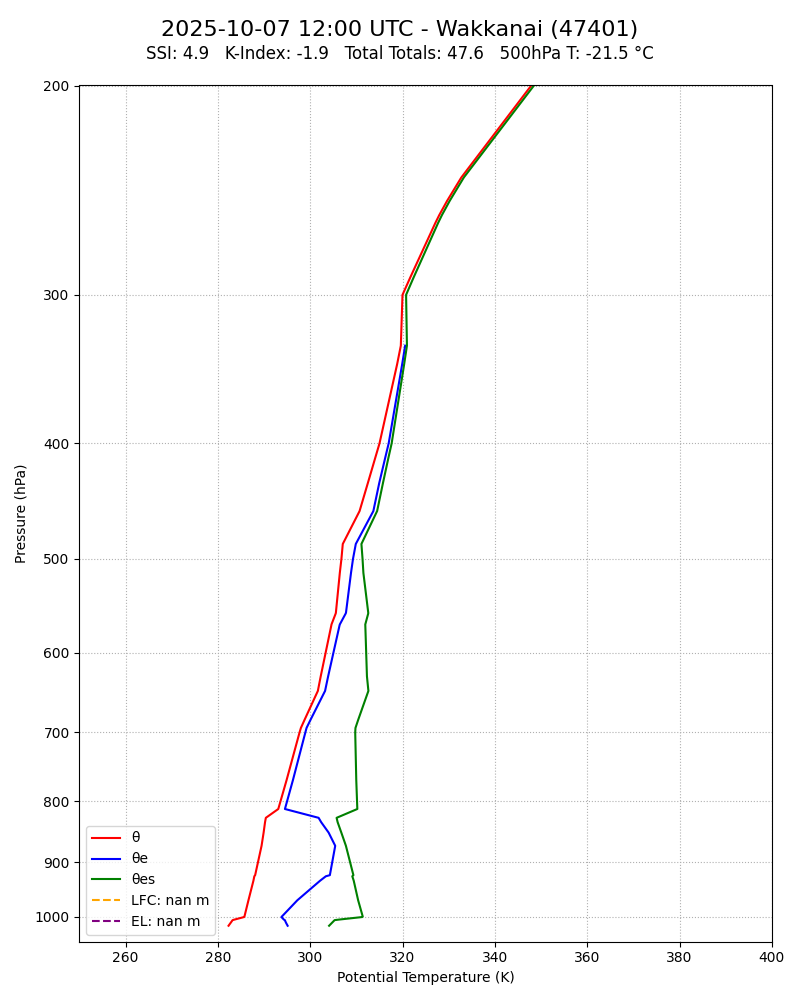 2025-10-07 12:00 UTC - Wakkanai (47401)
SSI: 4.9   K-Index: -1.9   Total Totals: 47.6   500hPa T: -21.5 °C
200
300
400
500
600
700
800
900
1000
Pressure (hPa)
θ
θe
θes
LFC: nan m
EL: nan m
260 280 300 320 340 360 380 400
Potential Temperature (K)